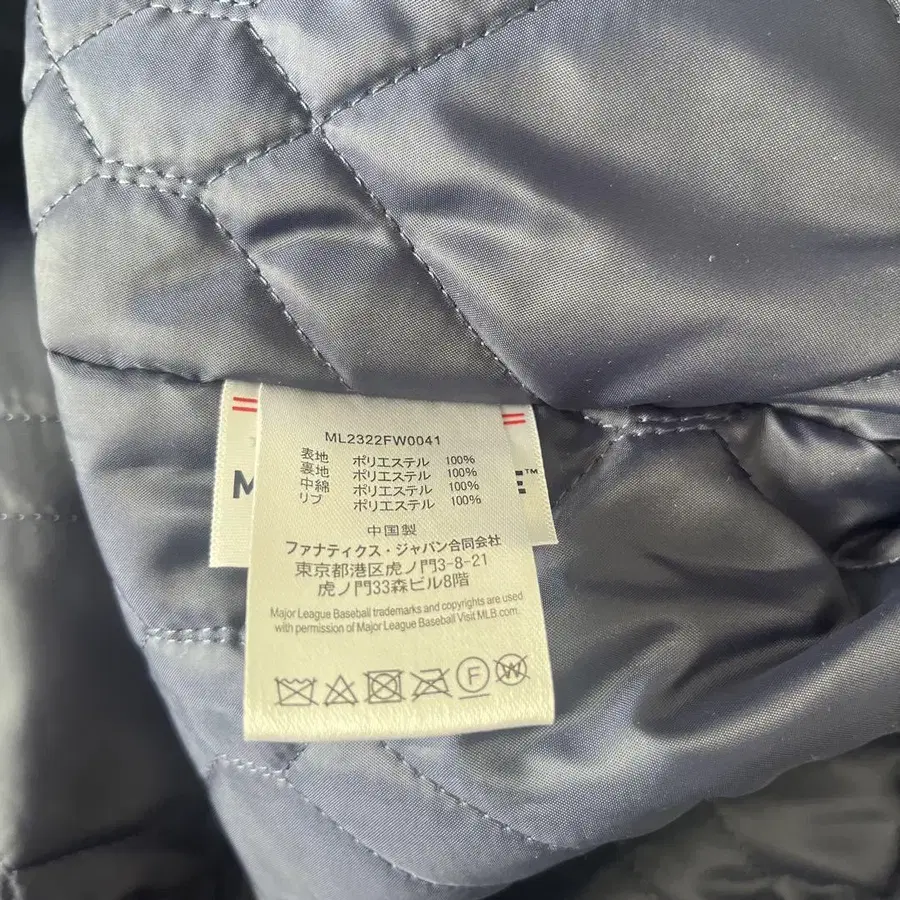 ML2322FW0041
表地 ポリエステル 100%
裏地 ポリエステル 100%
中綿 ポリエステル 100%
リブ ポリエステル 100%
中国製
ファナティクス・ジャパン合同会社
東京都港区虎ノ門3-8-21
虎ノ門33森ビル8階
Major League Baseball trademarks and copyrights are used
with permission of Major League Baseball Visit MLB.com.
F
W